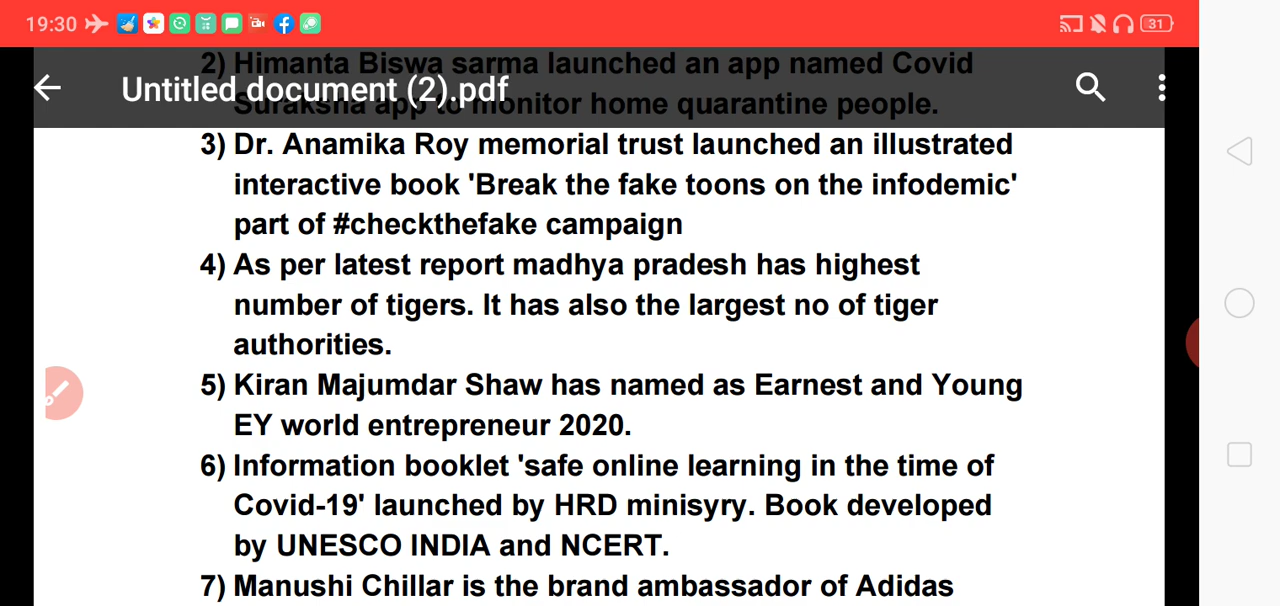 19:30
31
2) Himanta Biswa sarma launched an app named Covid
Untitled document (2).pdf
Suraksha app to monitor home quarantine people.
3) Dr. Anamika Roy memorial trust launched an illustrated
interactive book 'Break the fake toons on the infodemic'
part of #checkthefake campaign
4) As per latest report madhya pradesh has highest
number of tigers. It has also the largest no of tiger
authorities.
5) Kiran Majumdar Shaw has named as Earnest and Young
EY world entrepreneur 2020.
6) Information booklet 'safe online learning in the time of
Covid-19' launched by HRD minisyry. Book developed
by UNESCO INDIA and NCERT.
7) Manushi Chillar is the brand ambassador of Adidas